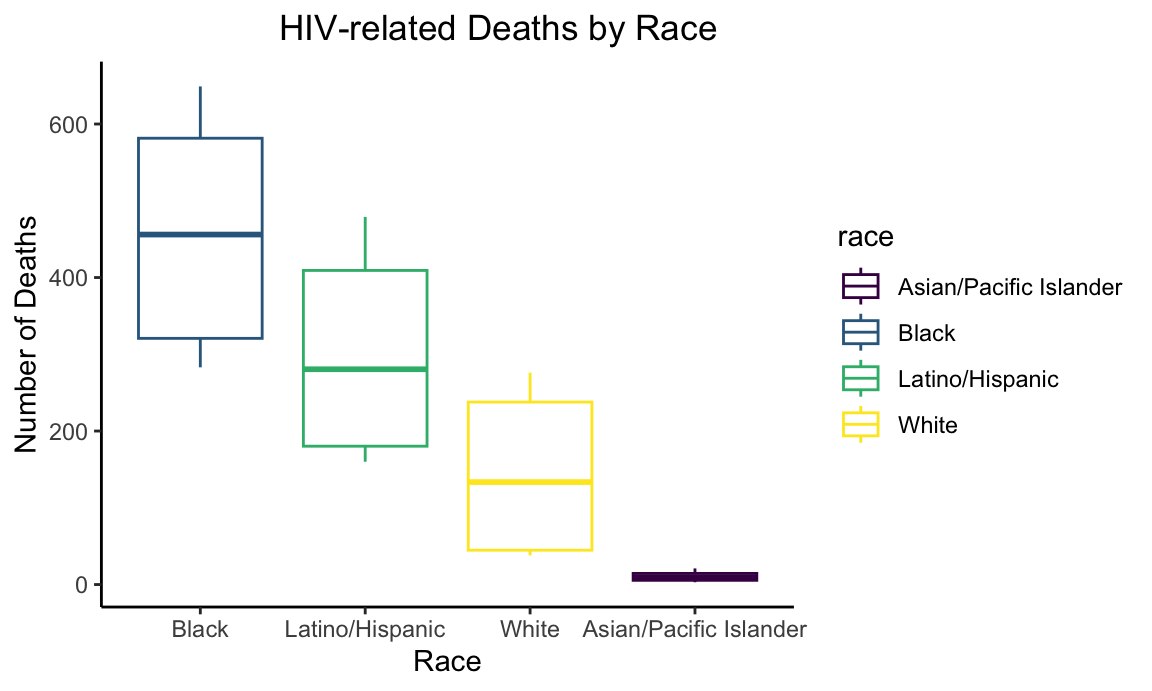 HIV-related Deaths by Race
Number of Deaths
600
400
200
0
Black Latino/Hispanic White Asian/Pacific Islander
Race
race
Asian/Pacific Islander
Black
Latino/Hispanic
White